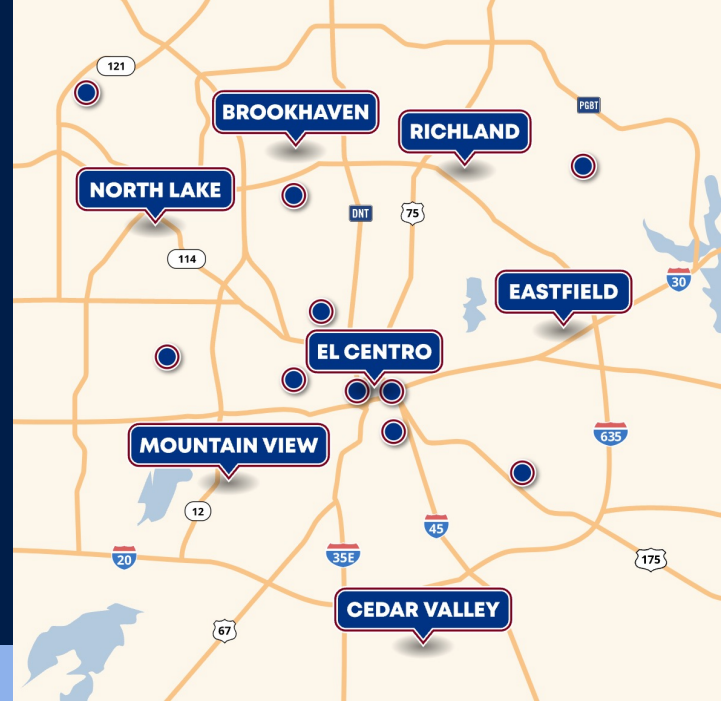 121
PGBT
BROOKHAVEN
RICHLAND
NORTH LAKE
DNT
75
114
30
EASTFIELD
EL CENTRO
635
MOUNTAIN VIEW
12
45
20
35E
175
CEDAR VALLEY
67